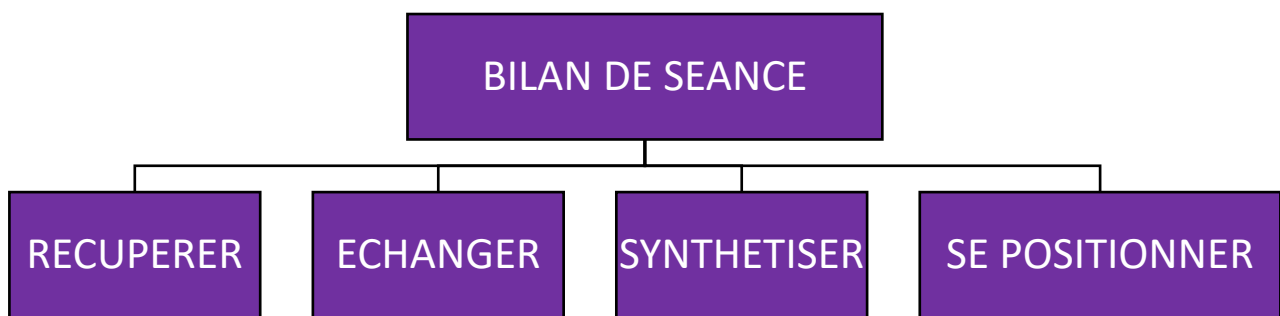 BILAN DE SEANCE
RECUPERER
ECHANGER
SYNTHETISER
SE POSITIONNER